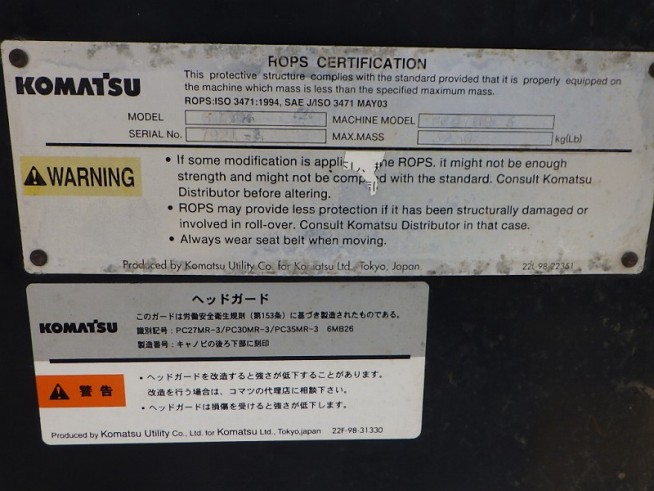 ROPS CERTIFICATION
KOMATSU
This protective structure complies with the standard provided that it is properly equipped on
the machine which mass is less than the specified maximum mass.
ROPS:ISO 3471:1994, SAE J/ISO 3471 MAY03
MODEL MACHINE MODEL
SERIAL No. MAX.MASS kg(Lb)
WARNING
• If some modification is ROPS. it might not be enough
strength and might not be with the standard. Consult Komatsu
Distributor before altering.
• ROPS may provide less protection if it has been structurally damaged or
involved in roll-over. Consult Komatsu Distributor in that case.
• Always wear seat belt when moving.
Produced by Komatsu Utility Co. for Komatsu Ltd., Tokyo, Japan. 22L-98-22351
ヘッドガード
KOMATSU
このガードは労働安全衛生規則(第153条)に基づき製造されたものである。
識別記号:PC27MR-3/PC30MR-3/PC35MR-3 6MB26
製造番号:キャノピの後ろ下部に刻印
警告
・ヘッドガードを改造すると強さが低下することがあります。
改造を行う場合は、コマツの代理店に相談下さい。
・ヘッドガードは損傷を受けると強さが低下します。
Produced by Komatsu Utility Co., Ltd. for Komatsu Ltd., Tokyo,japan 22F-98-31330